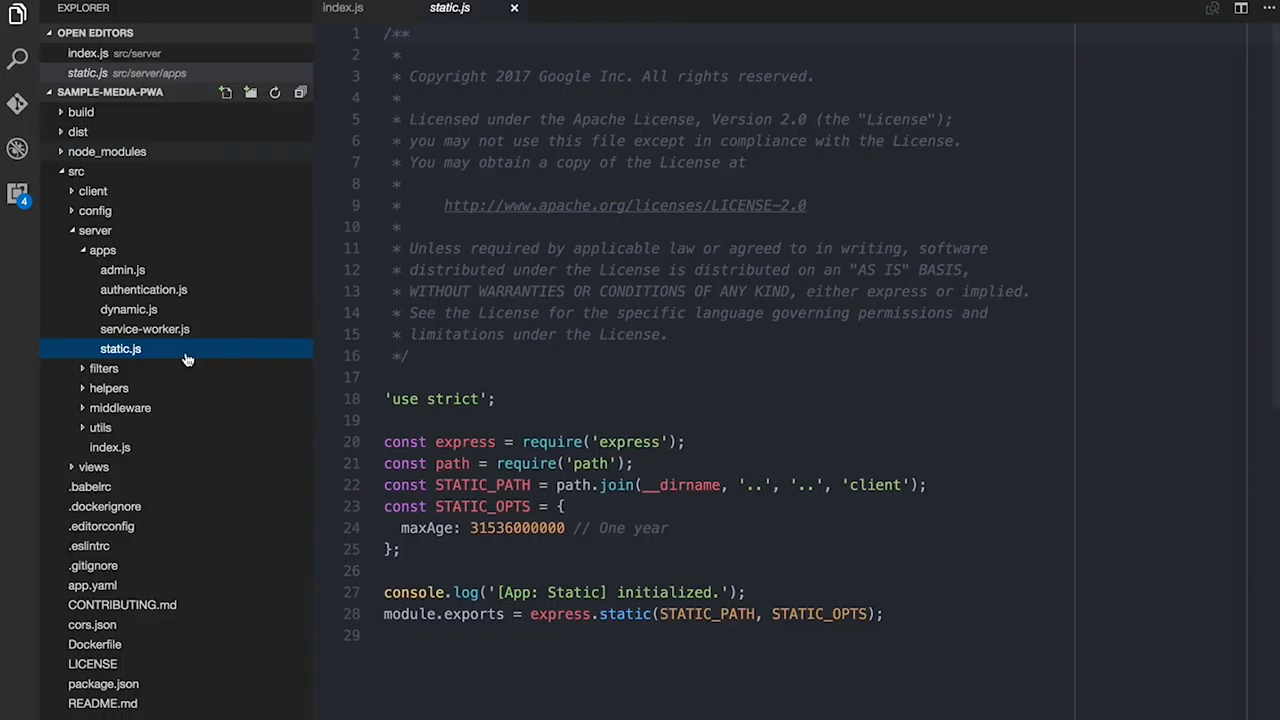 EXPLORER
OPEN EDITORS
index.js src/server
static.js src/server/apps
SAMPLE-MEDIA-PWA
build
dist
node_modules
src
client
config
server
apps
admin.js
authentication.js
dynamic.js
service-worker.js
static.js
filters
helpers
middleware
utils
index.js
views
.babelrc
.dockerignore
.editorconfig
.eslintrc
.gitignore
app.yaml
CONTRIBUTING.md
cors.json
Dockerfile
LICENSE
package.json
README.md
4
index.js static.js
1 /**
2 *
3 * Copyright 2017 Google Inc. All rights reserved.
4 *
5 * Licensed under the Apache License, Version 2.0 (the "License");
6 * you may not use this file except in compliance with the License.
7 * You may obtain a copy of the License at
8 *
9 * http://www.apache.org/licenses/LICENSE-2.0
10 *
11 * Unless required by applicable law or agreed to in writing, software
12 * distributed under the License is distributed on an "AS IS" BASIS,
13 * WITHOUT WARRANTIES OR CONDITIONS OF ANY KIND, either express or implied.
14 * See the License for the specific language governing permissions and
15 * limitations under the License.
16 */
17
18 'use strict';
19
20 const express = require('express');
21 const path = require('path');
22 const STATIC_PATH = path.join(__dirname, '..', '..', 'client');
23 const STATIC_OPTS = {
24 maxAge: 31536000000 // One year
25 };
26
27 console.log('[App: Static] initialized.');
28 module.exports = express.static(STATIC_PATH, STATIC_OPTS);
29